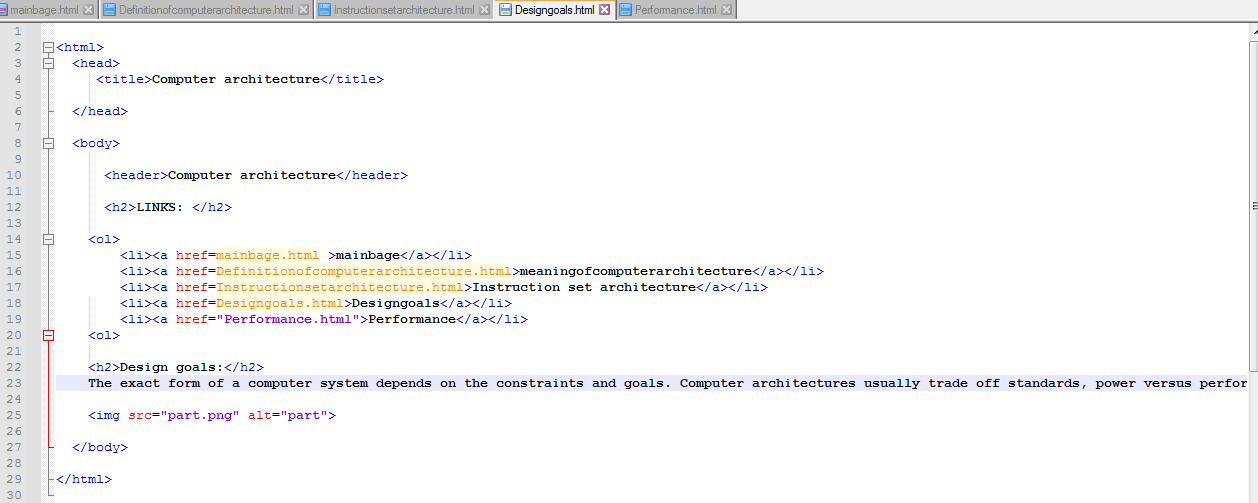 mainbage.html Definitionofcomputerarchitecture.html Instructionsetarchitecture.html Designgoals.html Performance.html
1
2 <html>
3 <head>
4 <title>Computer architecture</title>
5
6 </head>
7
8 <body>
9
10 <header>Computer architecture</header>
11
12 <h2>LINKS: </h2>
13
14 <ol>
15 <li><a href=mainbage.html >mainbage</a></li>
16 <li><a href=Definitionofcomputerarchitecture.html>meaningofcomputerarchitecture</a></li>
17 <li><a href=Instructionsetarchitecture.html>Instruction set architecture</a></li>
18 <li><a href=Designgoals.html>Designgoals</a></li>
19 <li><a href="Performance.html">Performance</a></li>
20 <ol>
21
22 <h2>Design goals:</h2>
23 The exact form of a computer system depends on the constraints and goals. Computer architectures usually trade off standards, power versus perfor
24
25 <img src="part.png" alt="part">
26
27 </body>
28
29 </html>
30